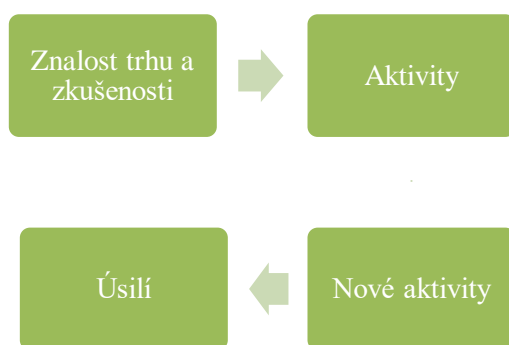 Znalost trhu a
zkušenosti
Aktivity
Nové aktivity
Úsilí